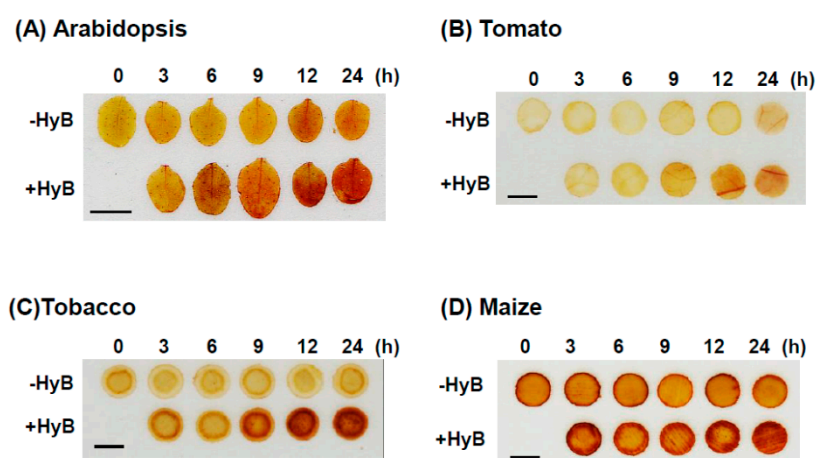 (A) Arabidopsis
0 3 6 9 12 24 (h)
-HyB
+HyB
(B) Tomato
0 3 6 9 12 24 (h)
-HyB
+HyB
(C)Tobacco
0 3 6 9 12 24 (h)
-HyB
+HyB
(D) Maize
0 3 6 9 12 24 (h)
-HyB
+HyB